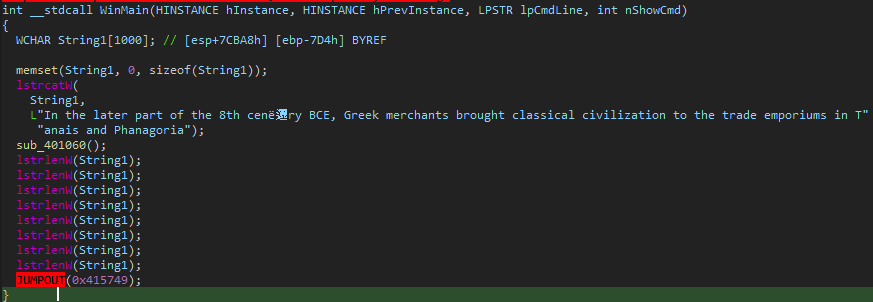 int __stdcall WinMain(HINSTANCE hInstance, HINSTANCE hPrevInstance, LPSTR lpCmdLine, int nShowCmd)
{
WCHAR String1[1000]; // [esp+7CBA8h] [ebp-7D4h] BYREF
memset(String1, 0, sizeof(String1));
lstrcatW(
String1,
L"In the later part of the 8th BCE, Greek merchants brought classical civilization to the trade emporiums in T"
"anais and Phanagoria");
sub_401060();
lstrlenW(String1);
lstrlenW(String1);
lstrlenW(String1);
lstrlenW(String1);
lstrlenW(String1);
lstrlenW(String1);
lstrlenW(String1);
lstrlenW(String1);
JUMPOUT(0x415749);
}